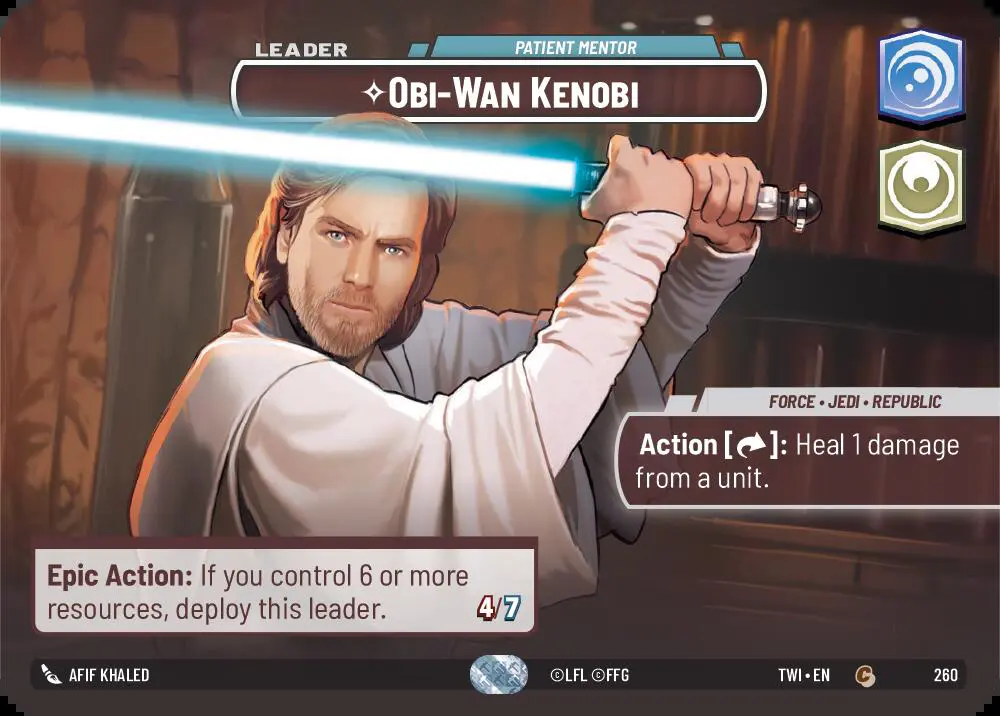 LEADER
PATIENT MENTOR
✧OBI-WAN KENOBI
FORCE • JEDI • REPUBLIC
Action [↷]: Heal 1 damage
from a unit.
Epic Action: If you control 6 or more
resources, deploy this leader.
4/7
AFIF KHALED
©LFL ©FFG
TWI • EN
C
260